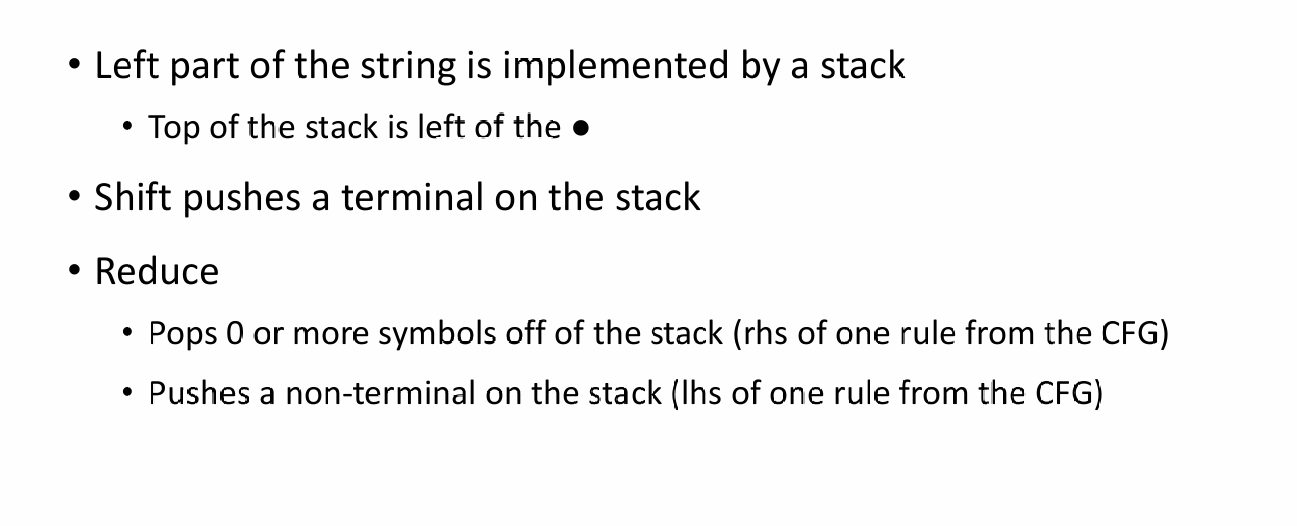 • Left part of the string is implemented by a stack
• Top of the stack is left of the ●
• Shift pushes a terminal on the stack
• Reduce
• Pops 0 or more symbols off of the stack (rhs of one rule from the CFG)
• Pushes a non-terminal on the stack (lhs of one rule from the CFG)